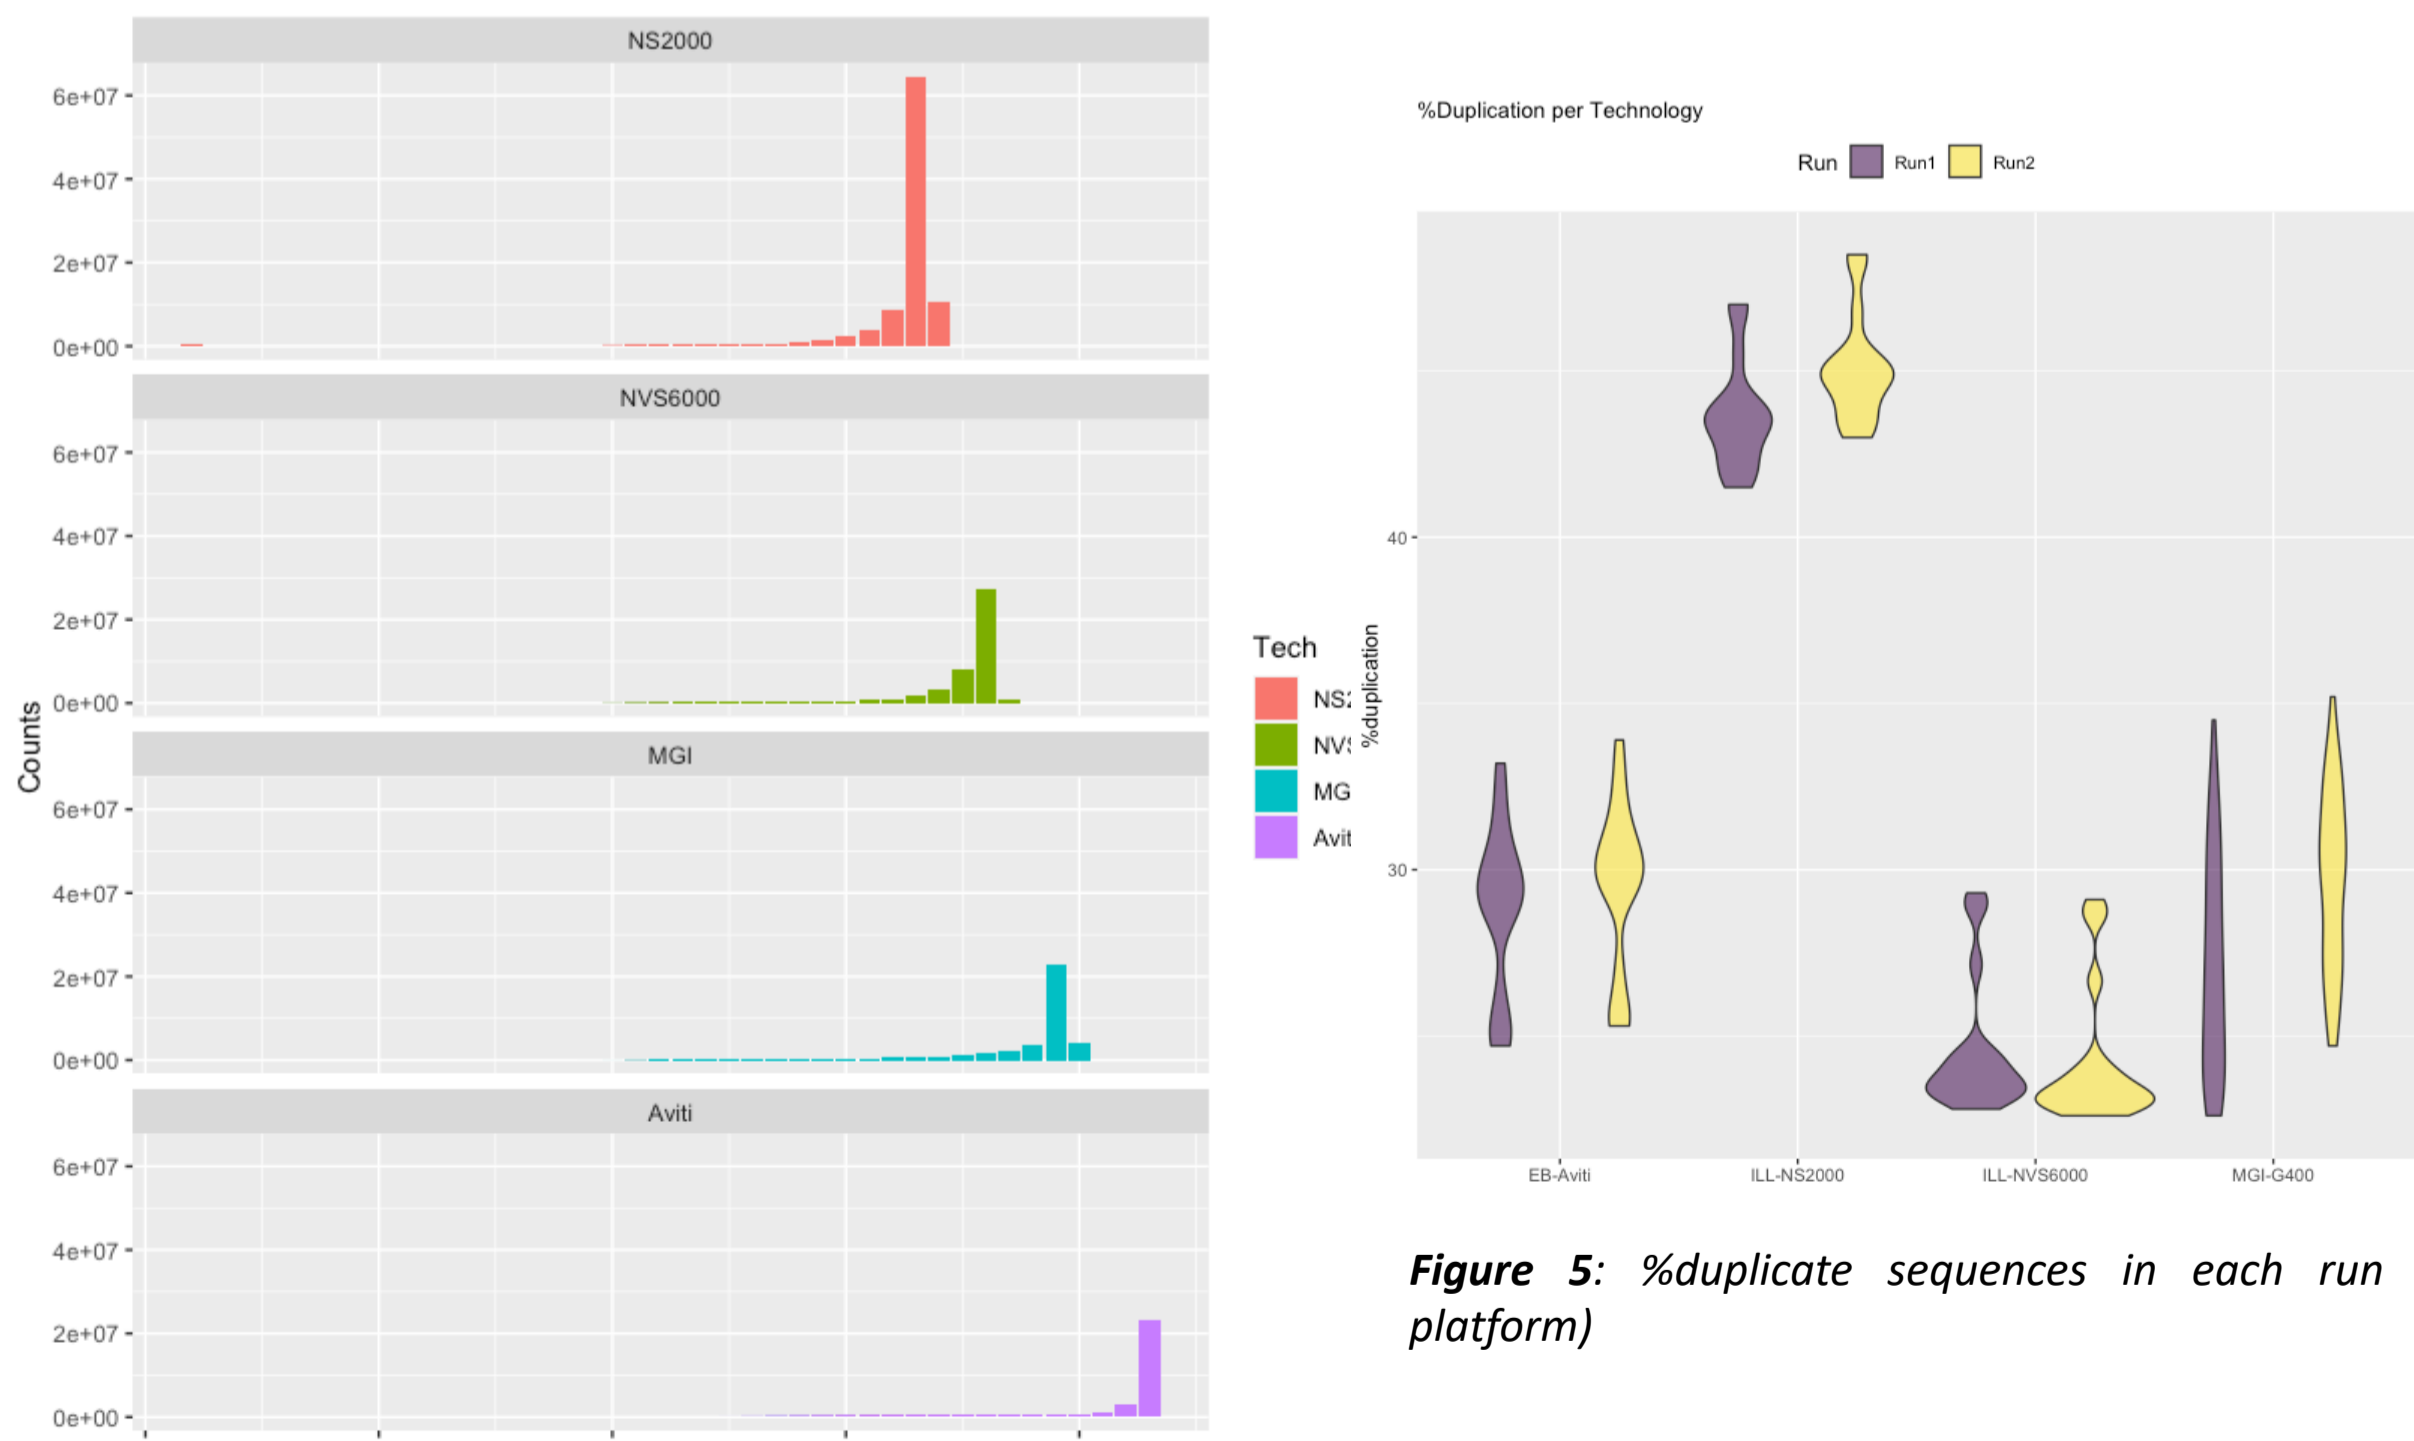 NS2000
6e+07
4e+07
2e+07
0e+00
NVS6000
6e+07
4e+07
2e+07
0e+00
MGI
6e+07
4e+07
2e+07
0e+00
Aviti
6e+07
4e+07
2e+07
0e+00
Counts
Tech
NS2
NVS
MG
Avit
%Duplication per Technology
Run Run1 Run2
%duplication
40
30
EB-Aviti ILL-NS2000 ILL-NVS6000 MGI-G400
Figure 5: %duplicate sequences in each run
platform)